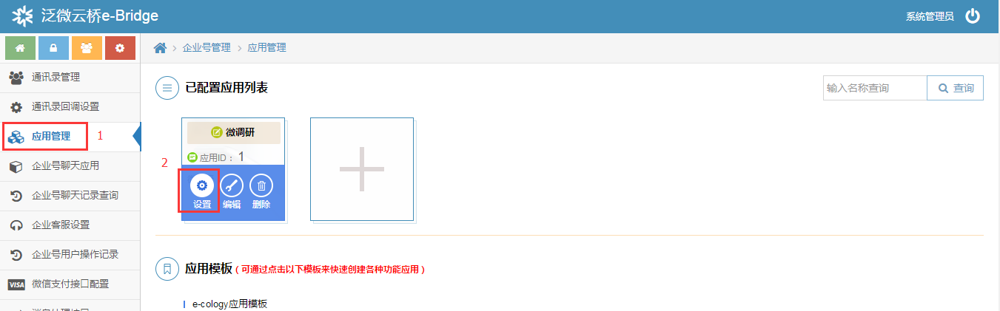 泛微云桥e-Bridge
系统管理员
企业号管理 > 应用管理
通讯录管理
通讯录回调设置
应用管理
1
企业号聊天应用
企业号聊天记录查询
企业客服设置
企业号用户操作记录
VISA 微信支付接口配置
已配置应用列表
输入名称查询
查询
微调研
应用ID： 1
2
设置
编辑
删除
应用模板（可通过点击以下模板来快速创建各种功能应用）
e-cology应用模板